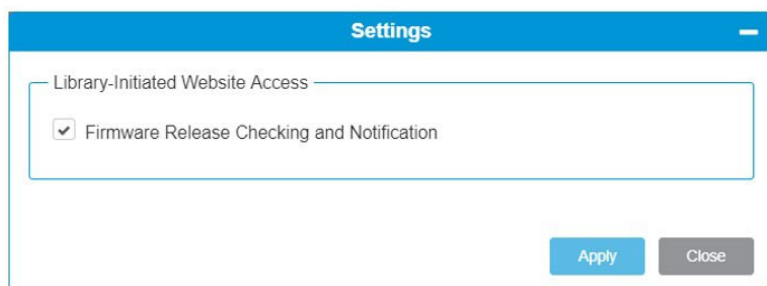 Settings
Library-Initiated Website Access
Firmware Release Checking and Notification
Apply Close